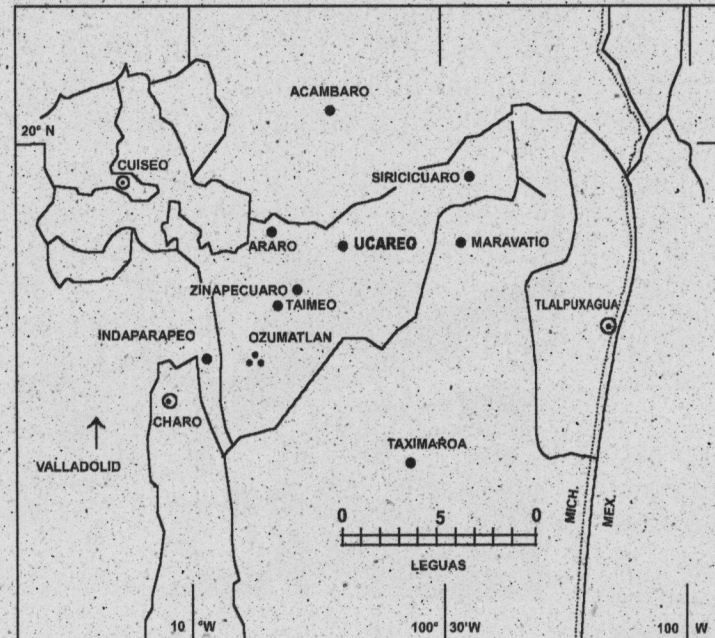 ACAMBARO
20° N
CUISEO
SIRICICUARO
ARARO
UCAREO
MARAVATIO
ZINAPECUARO
TAIMEO
TLALPUXAGUA
INDAPARAPEO
OZUMATLAN
CHARO
VALLADOLID
TAXIMAROA
0 5 0
LEGUAS
MICH.
MEX.
10 °W
100° 30'W
100 W